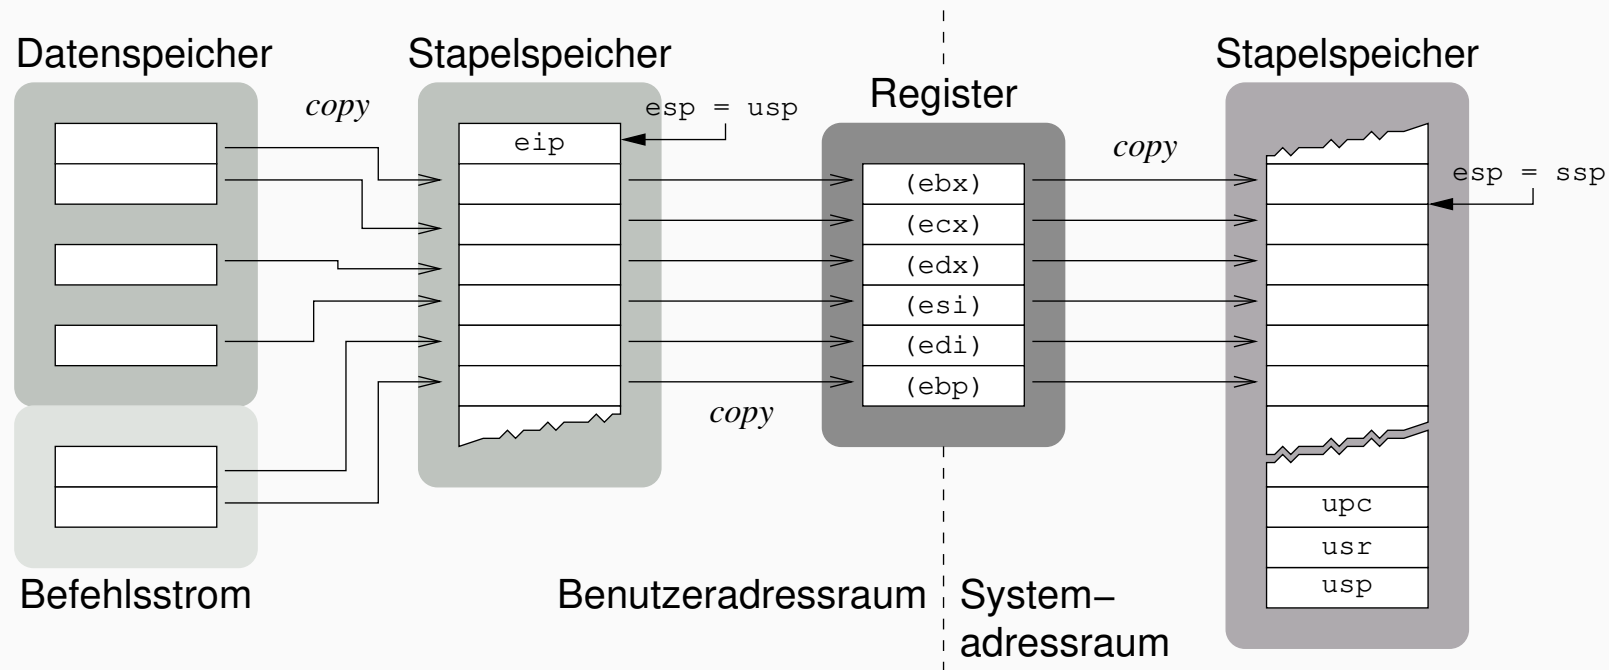 Datenspeicher
Stapelspeicher
Stapelspeicher
Register
copy
esp = usp
eip
copy
esp = ssp
(ebx)
(ecx)
(edx)
(esi)
(edi)
(ebp)
copy
upc
usr
usp
Befehlsstrom
Benutzeradressraum
System–
adressraum